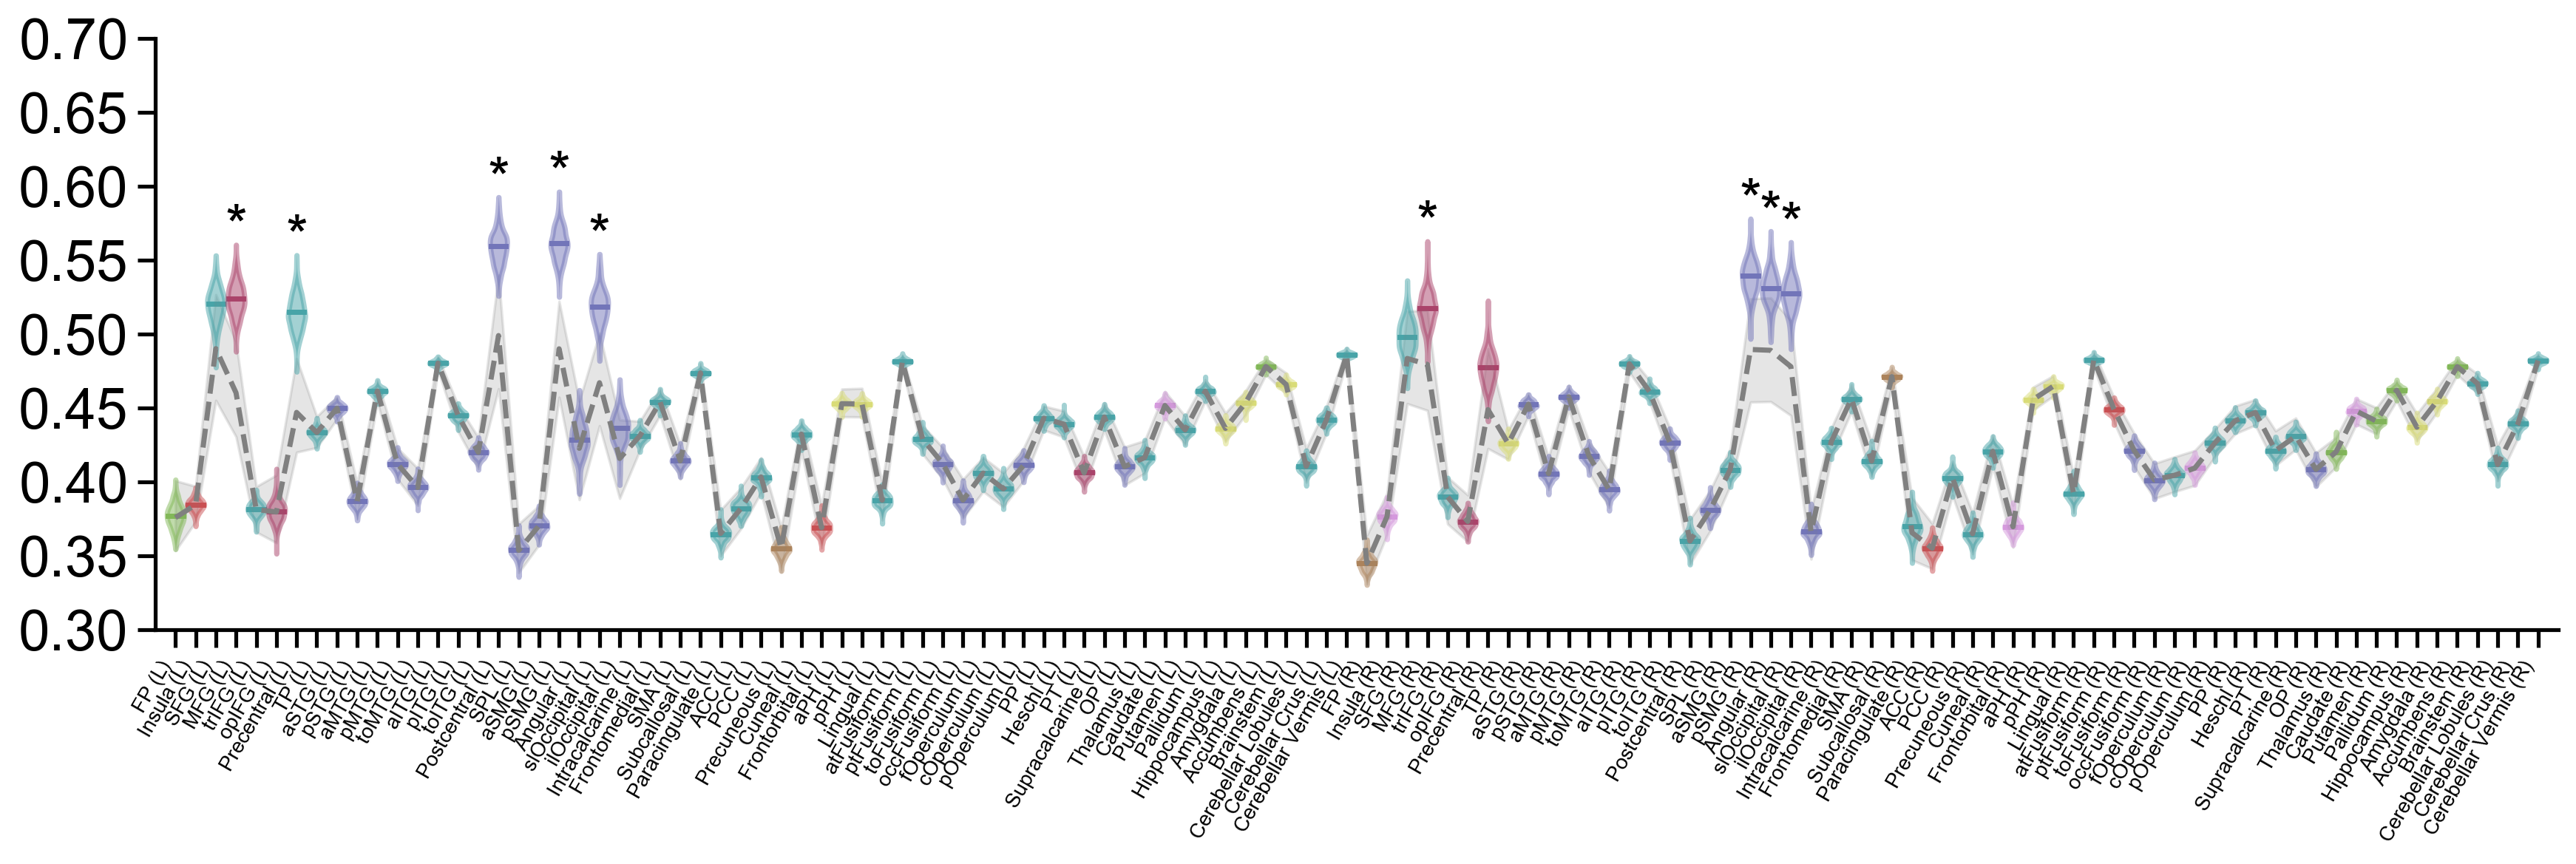 0.70
0.65
0.60
0.55
0.50
0.45
0.40
0.35
0.30
* * * * * * * * *
FP (L)
Insula (L)
SFG (L)
MFG (L)
triFG (L)
opIFG (L)
Precentral (L)
TP (L)
aSTG (L)
pSTG (L)
aMTG (L)
pMTG (L)
toMTG (L)
aITG (L)
pITG (L)
toITG (L)
Postcentral (L)
SPL (L)
aSMG (L)
pSMG (L)
Angular (L)
slOccipital (L)
ilOccipital (L)
Intracalcarine (L)
Frontomedial (L)
SMA (L)
Subcallosal (L)
Paracingulate (L)
ACC (L)
PCC (L)
Precuneous (L)
Cuneal (L)
Frontorbital (L)
aPH (L)
pPH (L)
Lingual (L)
atFusiform (L)
ptFusiform (L)
toFusiform (L)
occFusiform (L)
fOperculum (L)
cOperculum (L)
pOperculum (L)
PP (L)
Heschl (L)
PT (L)
Supracalcarine (L)
OP (L)
Thalamus (L)
Caudate (L)
Putamen (L)
Pallidum (L)
Hippocampus (L)
Amygdala (L)
Accumbens (L)
Brainstem (L)
Cerebellar Lobules (L)
Cerebellar Crus (L)
Cerebellar Vermis (L)
FP (R)
Insula (R)
SFG (R)
MFG (R)
triFG (R)
opIFG (R)
Precentral (R)
TP (R)
aSTG (R)
pSTG (R)
aMTG (R)
pMTG (R)
toMTG (R)
aITG (R)
pITG (R)
toITG (R)
Postcentral (R)
SPL (R)
aSMG (R)
pSMG (R)
Angular (R)
slOccipital (R)
ilOccipital (R)
Intracalcarine (R)
Frontomedial (R)
SMA (R)
Subcallosal (R)
Paracingulate (R)
ACC (R)
PCC (R)
Precuneous (R)
Cuneal (R)
Frontorbital (R)
aPH (R)
pPH (R)
Lingual (R)
atFusiform (R)
ptFusiform (R)
toFusiform (R)
occFusiform (R)
fOperculum (R)
cOperculum (R)
pOperculum (R)
PP (R)
Heschl (R)
PT (R)
Supracalcarine (R)
OP (R)
Thalamus (R)
Caudate (R)
Putamen (R)
Pallidum (R)
Hippocampus (R)
Amygdala (R)
Accumbens (R)
Brainstem (R)
Cerebellar Lobules (R)
Cerebellar Crus (R)
Cerebellar Vermis (R)